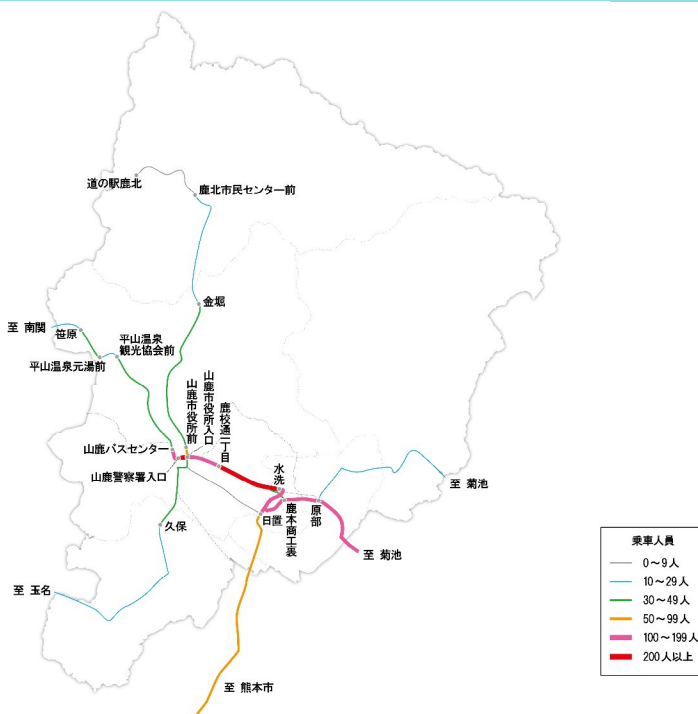 道の駅鹿北
鹿北市民センター前
金堀
至 南関
笹原
平山温泉
観光協会前
平山温泉元湯前
山鹿市役所前
山鹿市役所入口
鹿校通一丁目
山鹿バスセンター
山鹿警察署入口
水洗
至 菊池
久保
日置
鹿本商工裏
原部
至 菊池
至 玉名
至 熊本市
乗車人員
0～9人
10～29人
30～49人
50～99人
100～199人
200人以上